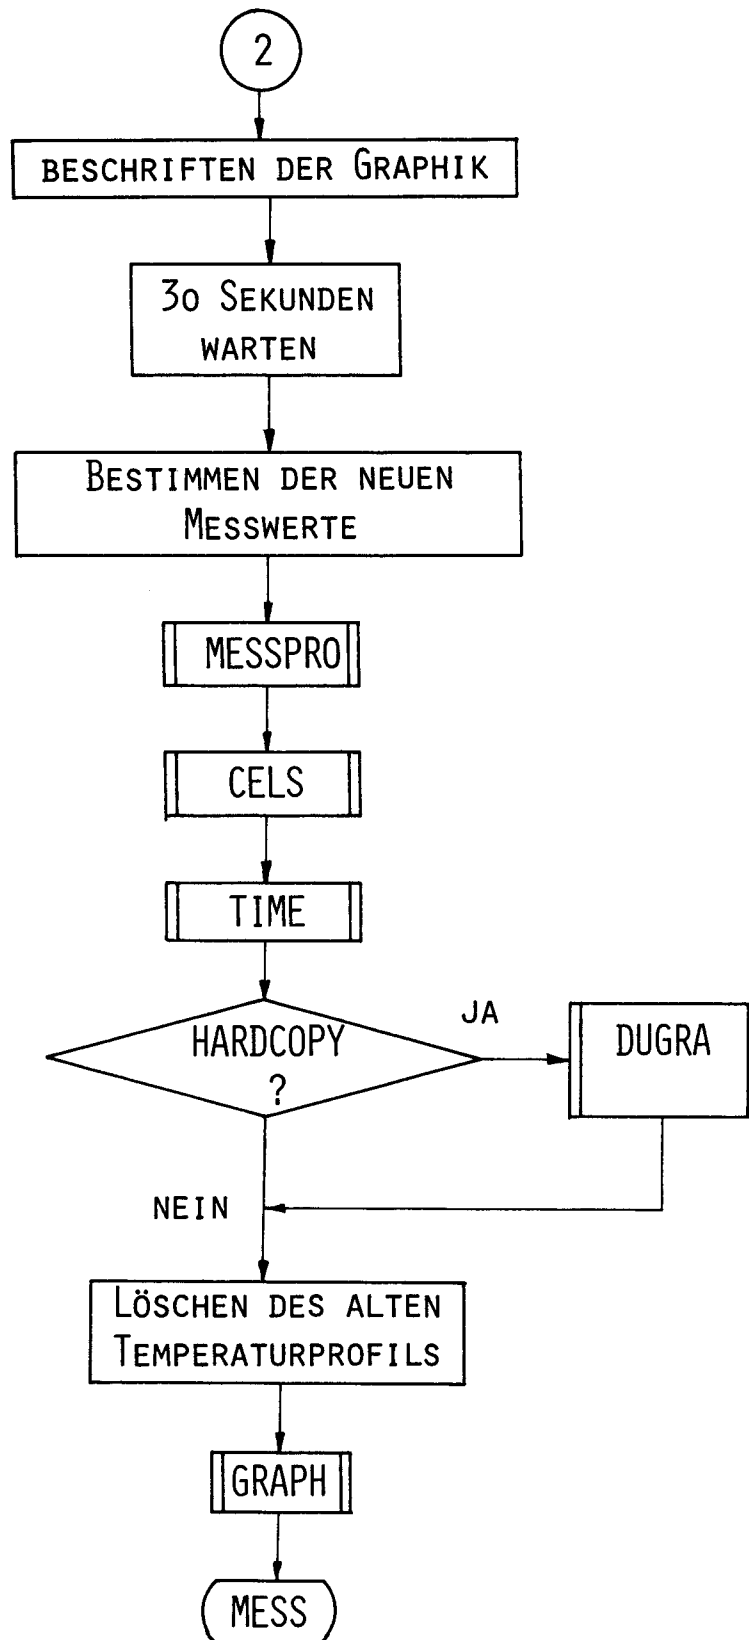 2
BESCHRIFTEN DER GRAPHIK
30 SEKUNDEN
WARTEN
BESTIMMEN DER NEUEN
MESSWERTE
MESSPRO
CELS
TIME
HARDCOPY
?
JA
DUGRA
NEIN
LÖSCHEN DES ALTEN
TEMPERATURPROFILS
GRAPH
MESS